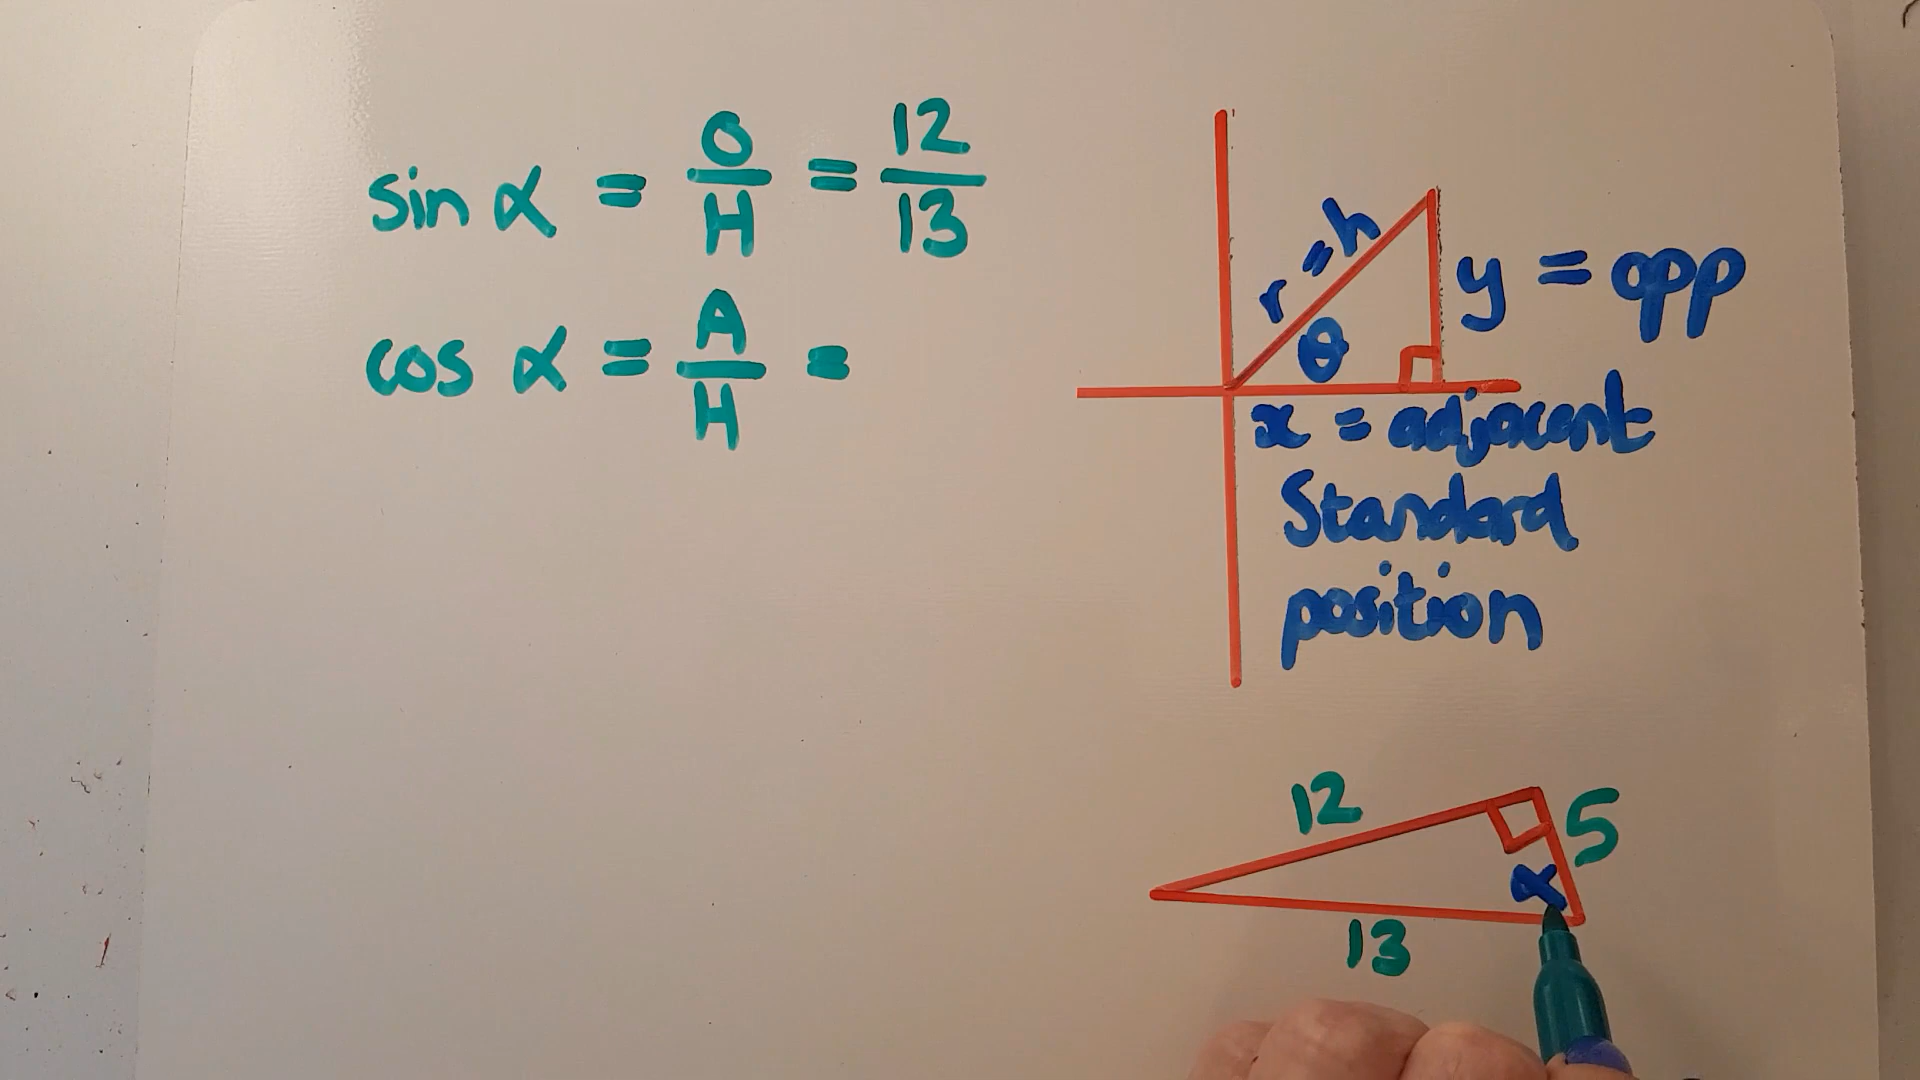 sin α = O/H = 12/13
cos α = A/H =
r = h
θ
y = opp
x = adjacent
Standard
position
12
5
α
13